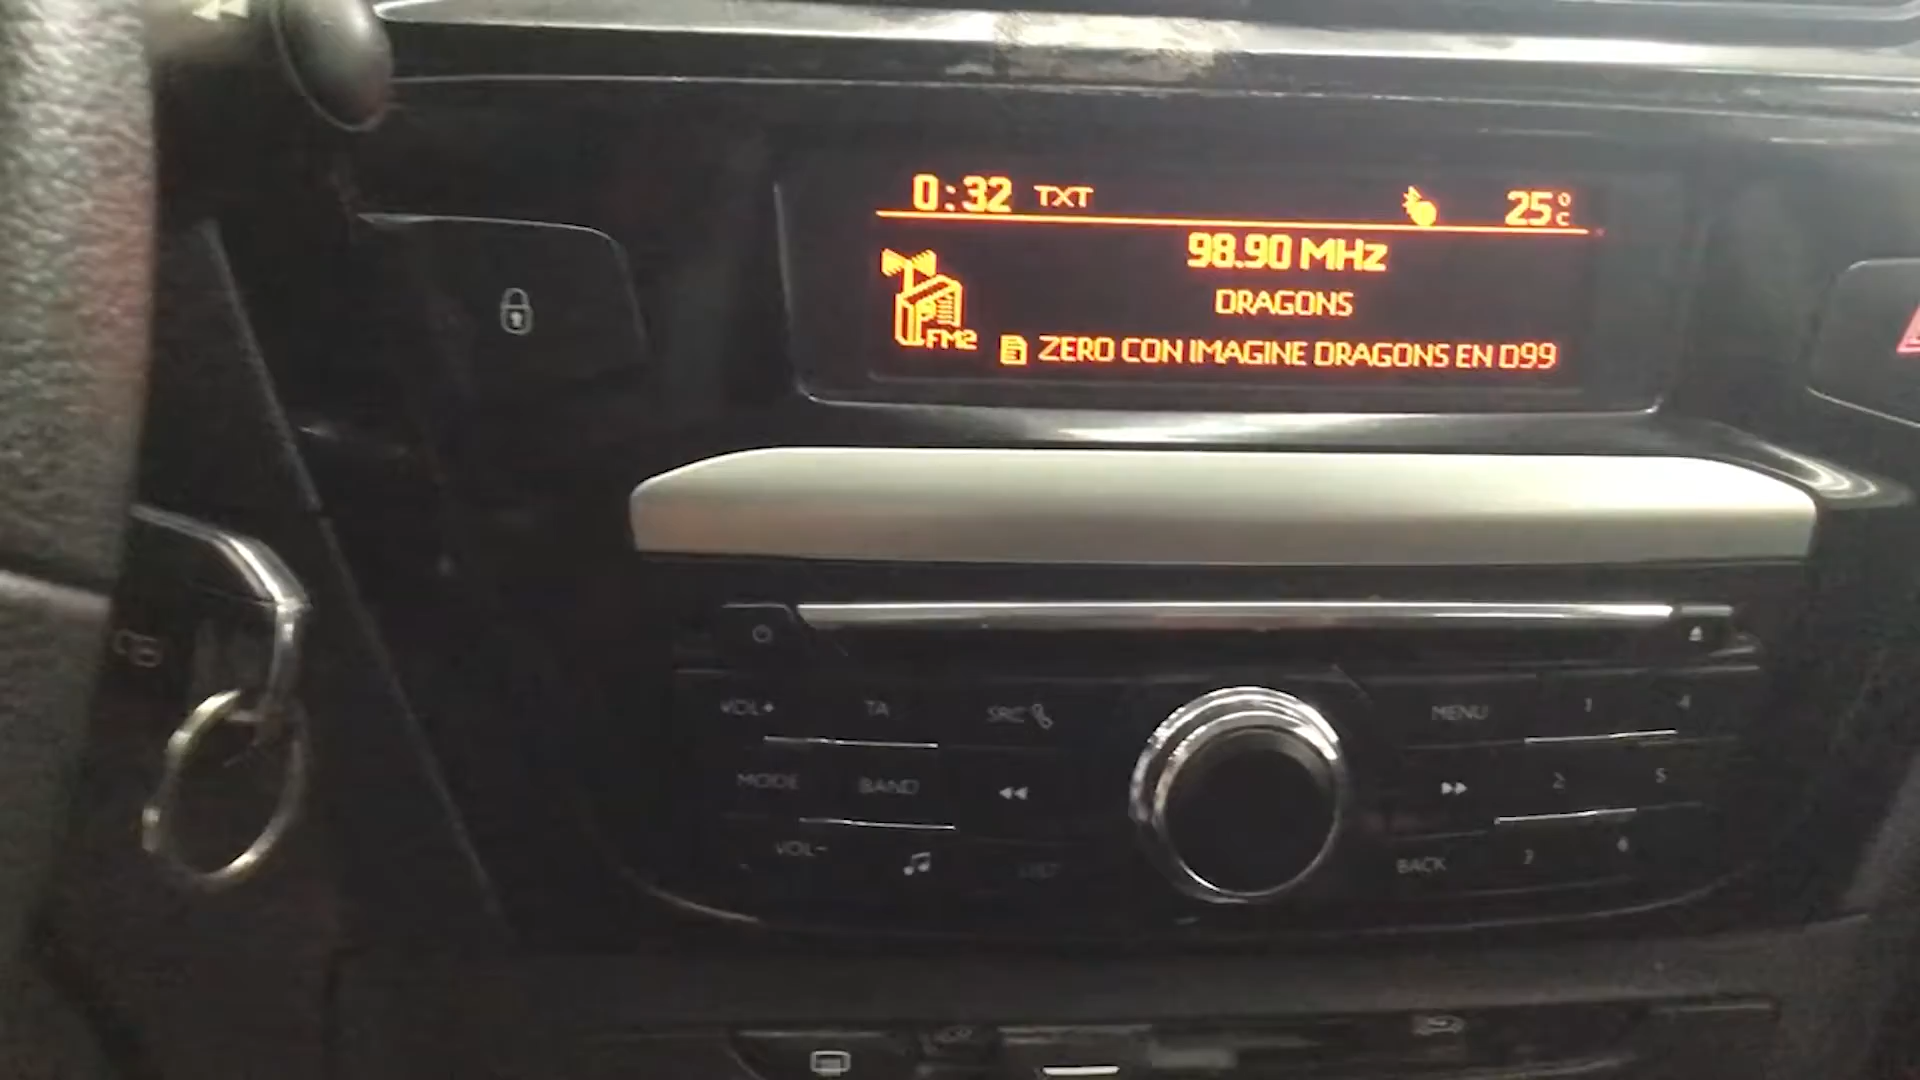 0:32 TXT 25°C
98.90 MHz
DRAGONS
FM2
ZERO CON IMAGINE DRAGONS EN D99
VOL+ TA SRC MENU 1 4
MODE BAND 2 5
VOL- LIST BACK 3 6